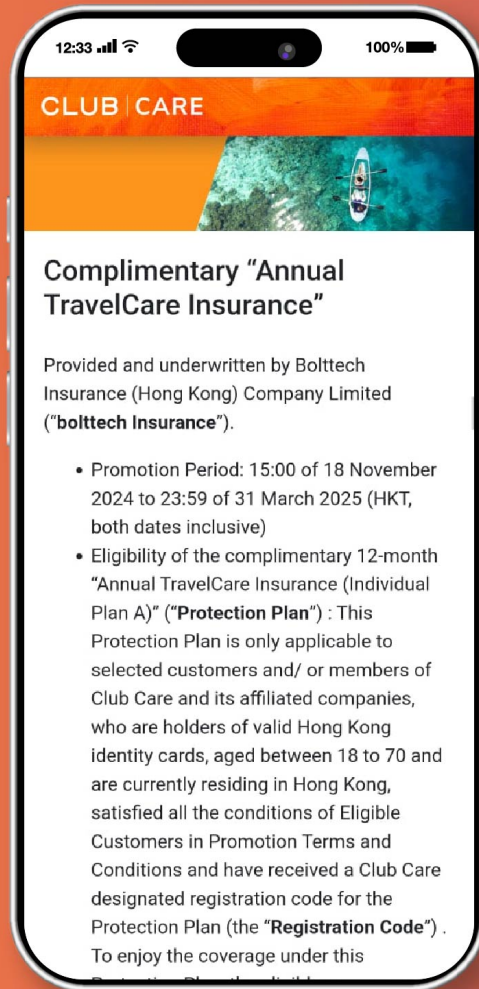 12:33 100%
CLUB | CARE
Complimentary “Annual
TravelCare Insurance”
Provided and underwritten by Bolttech
Insurance (Hong Kong) Company Limited
(“bolttech Insurance”).
• Promotion Period: 15:00 of 18 November
2024 to 23:59 of 31 March 2025 (HKT,
both dates inclusive)
• Eligibility of the complimentary 12-month
“Annual TravelCare Insurance (Individual
Plan A)” (“Protection Plan”) : This
Protection Plan is only applicable to
selected customers and/ or members of
Club Care and its affiliated companies,
who are holders of valid Hong Kong
identity cards, aged between 18 to 70 and
are currently residing in Hong Kong,
satisfied all the conditions of Eligible
Customers in Promotion Terms and
Conditions and have received a Club Care
designated registration code for the
Protection Plan (the “Registration Code”) .
To enjoy the coverage under this